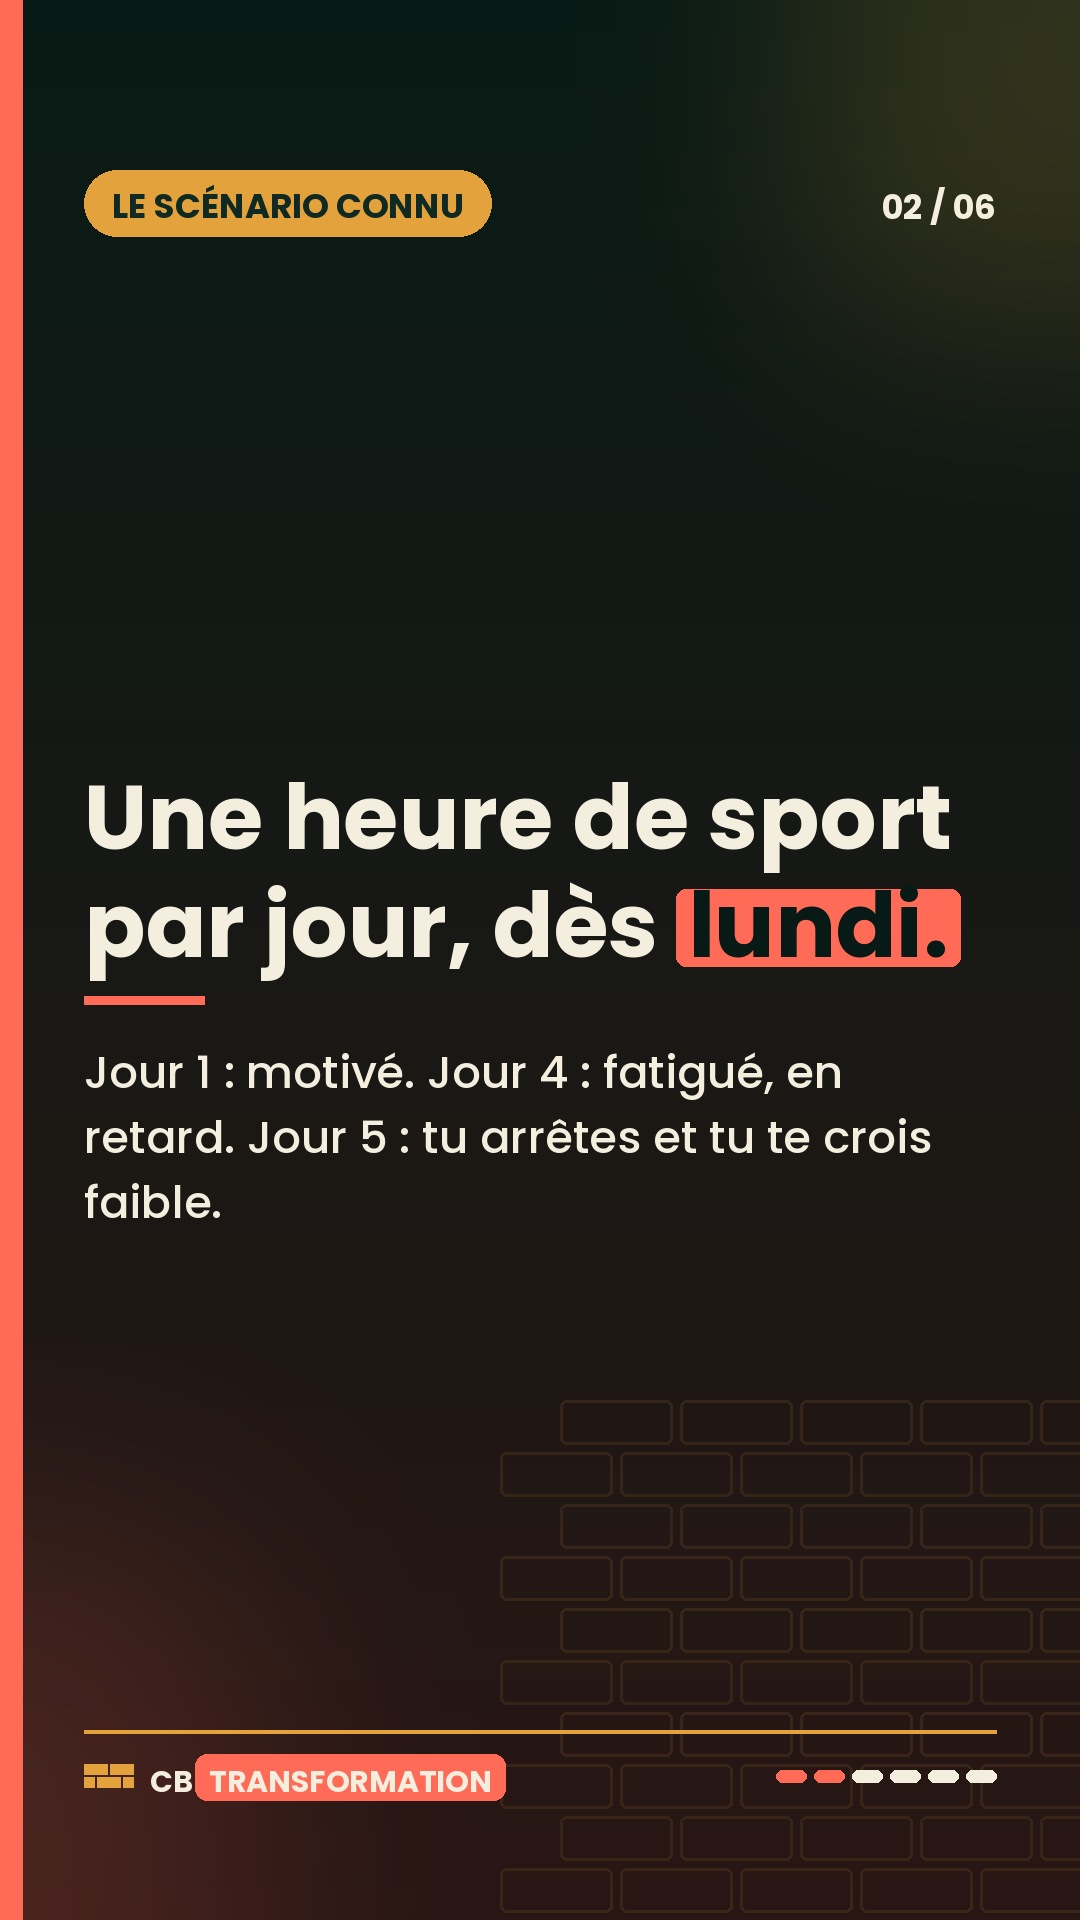 LE SCÉNARIO CONNU
02 / 06
Une heure de sport
par jour, dès lundi.
Jour 1 : motivé. Jour 4 : fatigué, en
retard. Jour 5 : tu arrêtes et tu te crois
faible.
CB TRANSFORMATION